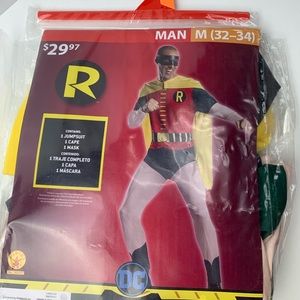 MAN M (32–34)
$29.97
R
R
CONTAINS:
1 JUMPSUIT
1 CAPE
1 MASK
CONTENIDO:
1 TRAJE COMPLETO
1 CAPA
1 MÁSCARA
DC